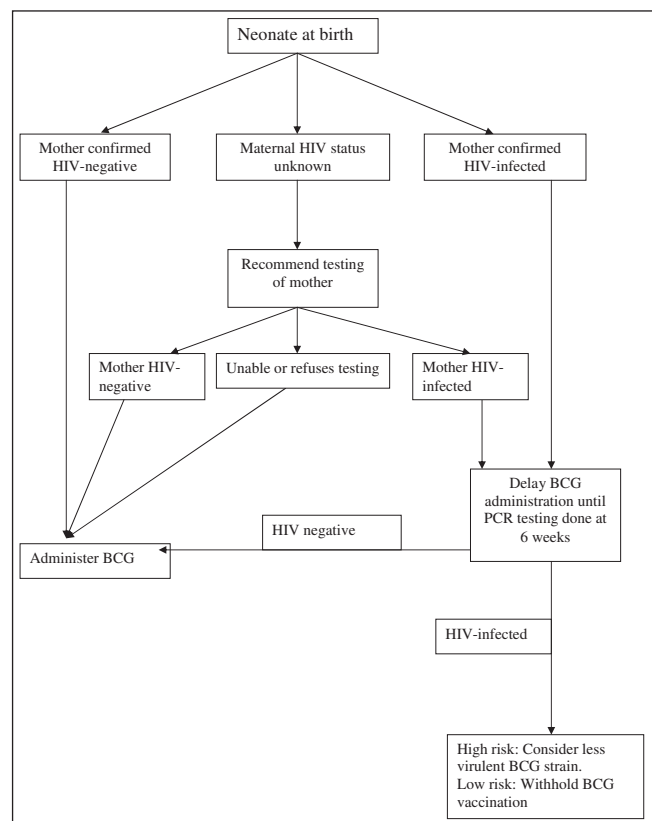 Neonate at birth
Mother confirmed
HIV-negative
Maternal HIV status
unknown
Mother confirmed
HIV-infected
Recommend testing
of mother
Mother HIV-
negative
Unable or refuses testing
Mother HIV-
infected
Delay BCG
administration until
PCR testing done at
6 weeks
HIV negative
Administer BCG
HIV-infected
High risk: Consider less
virulent BCG strain.
Low risk: Withhold BCG
vaccination